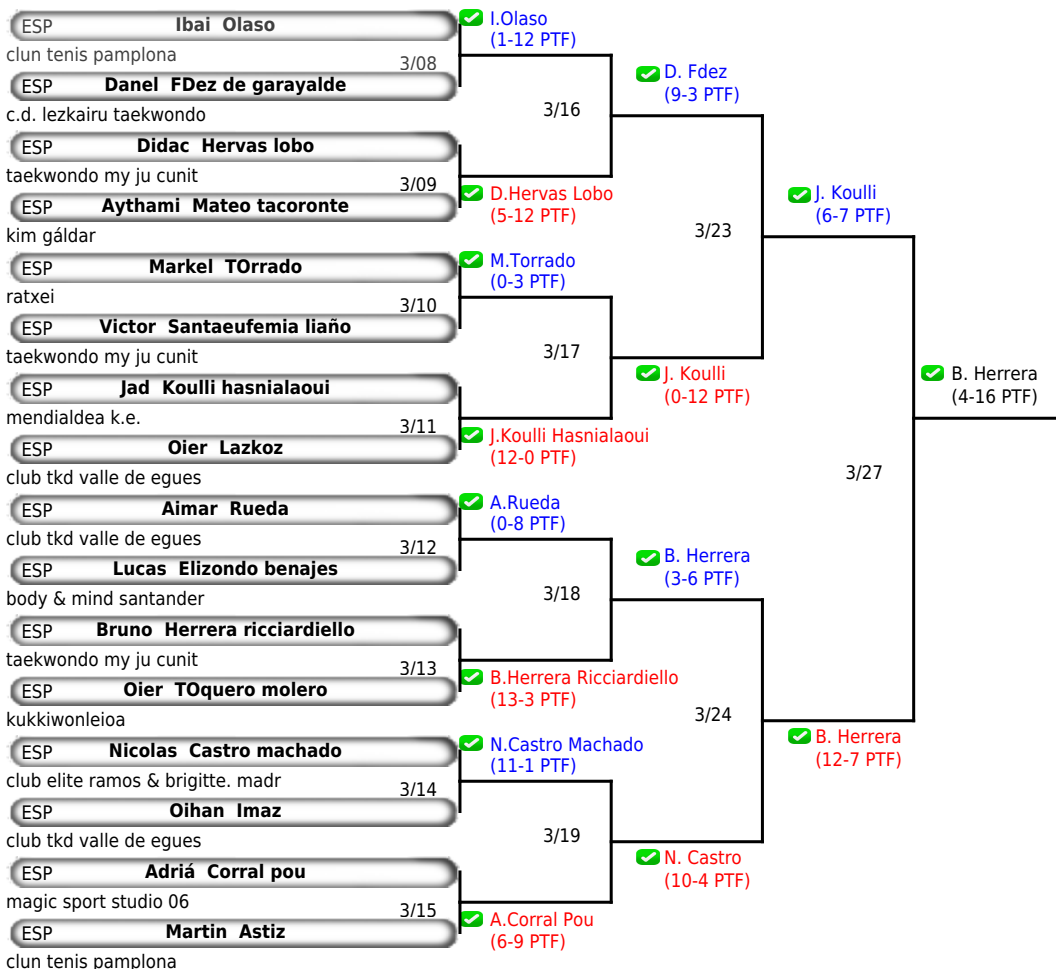 ESP Ibai Olaso
clun tenis pamplona
3/08
ESP Danel FDez de garayalde
c.d. lezkairu taekwondo
ESP Didac Hervas lobo
taekwondo my ju cunit
3/09
ESP Aythami Mateo tacoronte
kim gáldar
ESP Markel TOrrado
ratxei
3/10
ESP Victor Santaeufemia liaño
taekwondo my ju cunit
ESP Jad Koulli hasnialaoui
mendialdea k.e.
3/11
ESP Oier Lazkoz
club tkd valle de egues
ESP Aimar Rueda
club tkd valle de egues
3/12
ESP Lucas Elizondo benajes
body & mind santander
ESP Bruno Herrera ricciardiello
taekwondo my ju cunit
3/13
ESP Oier TOquero molero
kukkiwonleioa
ESP Nicolas Castro machado
club elite ramos & brigitte. madr
3/14
ESP Oihan Imaz
club tkd valle de egues
ESP Adriá Corral pou
magic sport studio 06
3/15
ESP Martin Astiz
clun tenis pamplona
I.Olaso
(1-12 PTF)
3/16
D.Hervas Lobo
(5-12 PTF)
M.Torrado
(0-3 PTF)
3/17
J.Koulli Hasnialaoui
(12-0 PTF)
A.Rueda
(0-8 PTF)
3/18
B.Herrera Ricciardiello
(13-3 PTF)
N.Castro Machado
(11-1 PTF)
3/19
A.Corral Pou
(6-9 PTF)
D. Fdez
(9-3 PTF)
3/23
J. Koulli
(0-12 PTF)
B. Herrera
(3-6 PTF)
3/24
N. Castro
(10-4 PTF)
J. Koulli
(6-7 PTF)
3/27
B. Herrera
(12-7 PTF)
B. Herrera
(4-16 PTF)